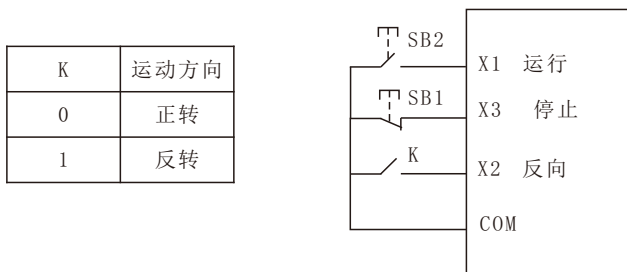 K 运动方向
0 正转
1 反转
SB2
X1 运行
SB1
X3 停止
K
X2 反向
COM